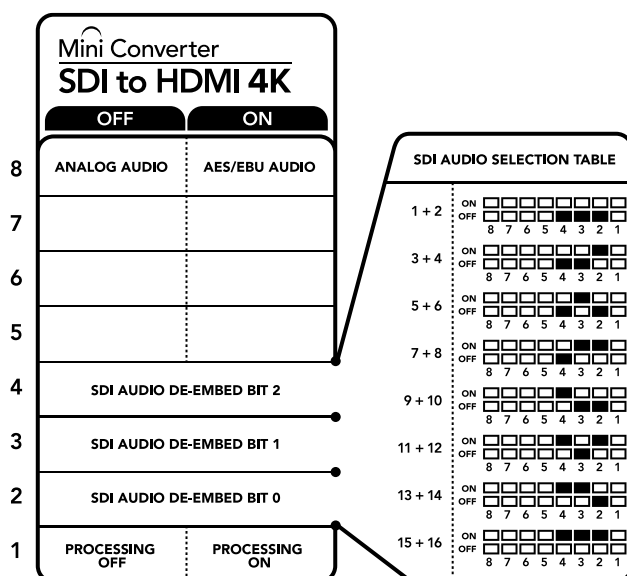 Mini Converter
SDI to HDMI 4K
OFF ON
8 ANALOG AUDIO AES/EBU AUDIO
7
6
5
4 SDI AUDIO DE-EMBED BIT 2
3 SDI AUDIO DE-EMBED BIT 1
2 SDI AUDIO DE-EMBED BIT 0
1 PROCESSING OFF PROCESSING ON
SDI AUDIO SELECTION TABLE
1 + 2 ON
OFF
8 7 6 5 4 3 2 1
3 + 4 ON
OFF
8 7 6 5 4 3 2 1
5 + 6 ON
OFF
8 7 6 5 4 3 2 1
7 + 8 ON
OFF
8 7 6 5 4 3 2 1
9 + 10 ON
OFF
8 7 6 5 4 3 2 1
11 + 12 ON
OFF
8 7 6 5 4 3 2 1
13 + 14 ON
OFF
8 7 6 5 4 3 2 1
15 + 16 ON
OFF
8 7 6 5 4 3 2 1